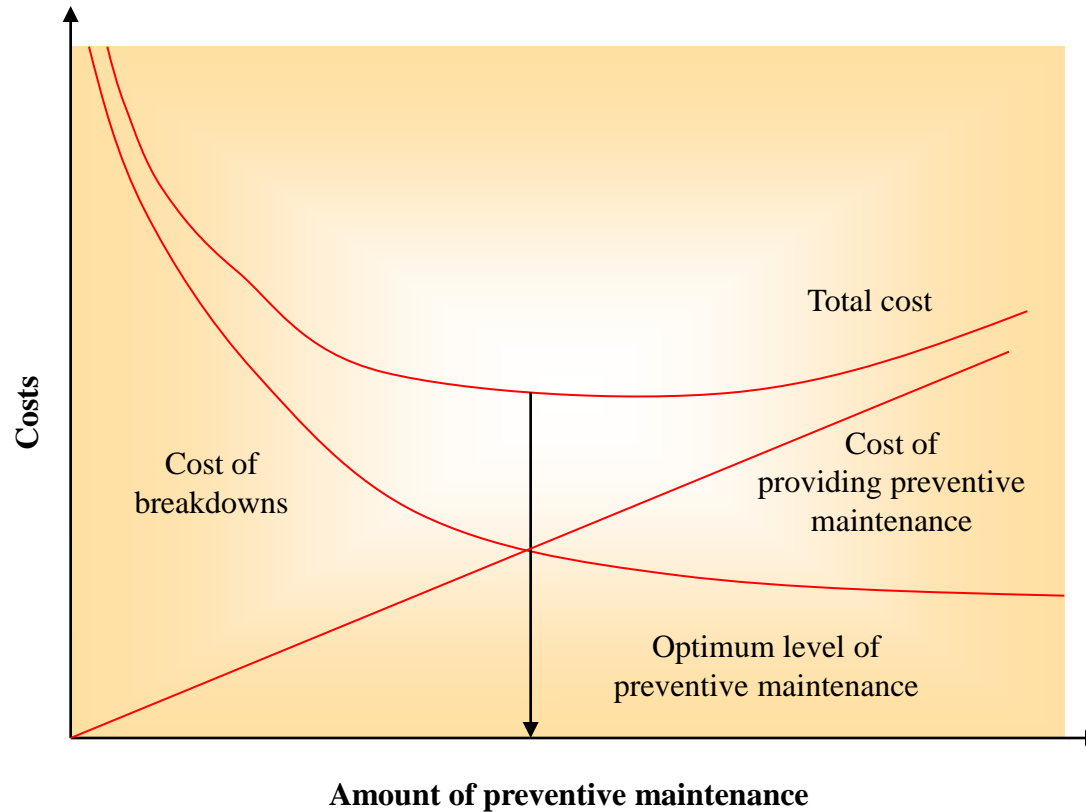 Total cost
Costs
Cost of
breakdowns
Cost of
providing preventive
maintenance
Optimum level of
preventive maintenance
Amount of preventive maintenance